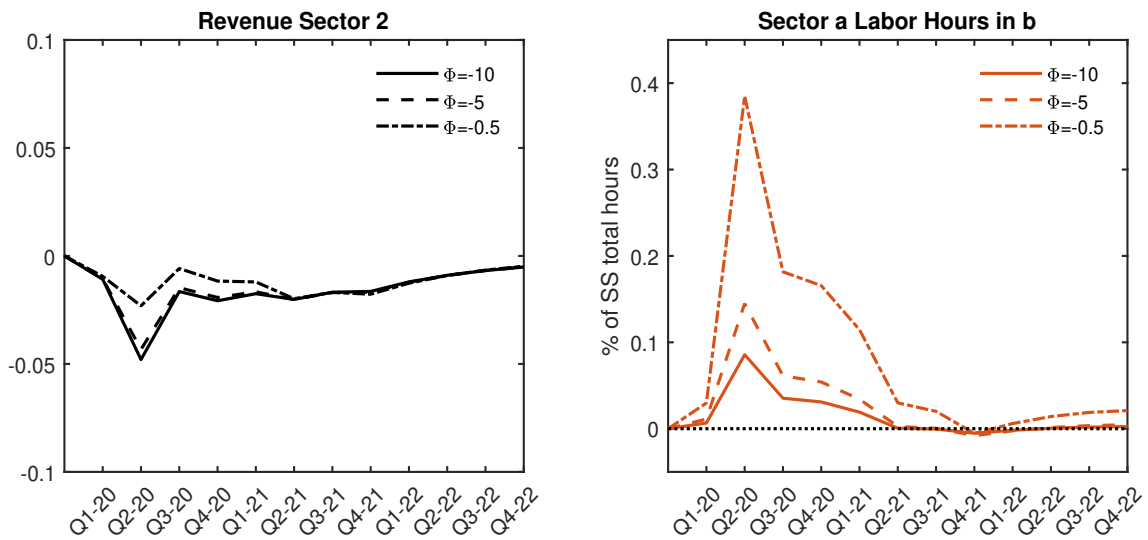 Revenue Sector 2
0.1
0.05
0
-0.05
-0.1
Φ=-10
Φ=-5
Φ=-0.5
Q1-20
Q2-20
Q3-20
Q4-20
Q1-21
Q2-21
Q3-21
Q4-21
Q1-22
Q2-22
Q3-22
Q4-22
Sector a Labor Hours in b
% of SS total hours
0.4
0.3
0.2
0.1
0
Φ=-10
Φ=-5
Φ=-0.5
Q1-20
Q2-20
Q3-20
Q4-20
Q1-21
Q2-21
Q3-21
Q4-21
Q1-22
Q2-22
Q3-22
Q4-22